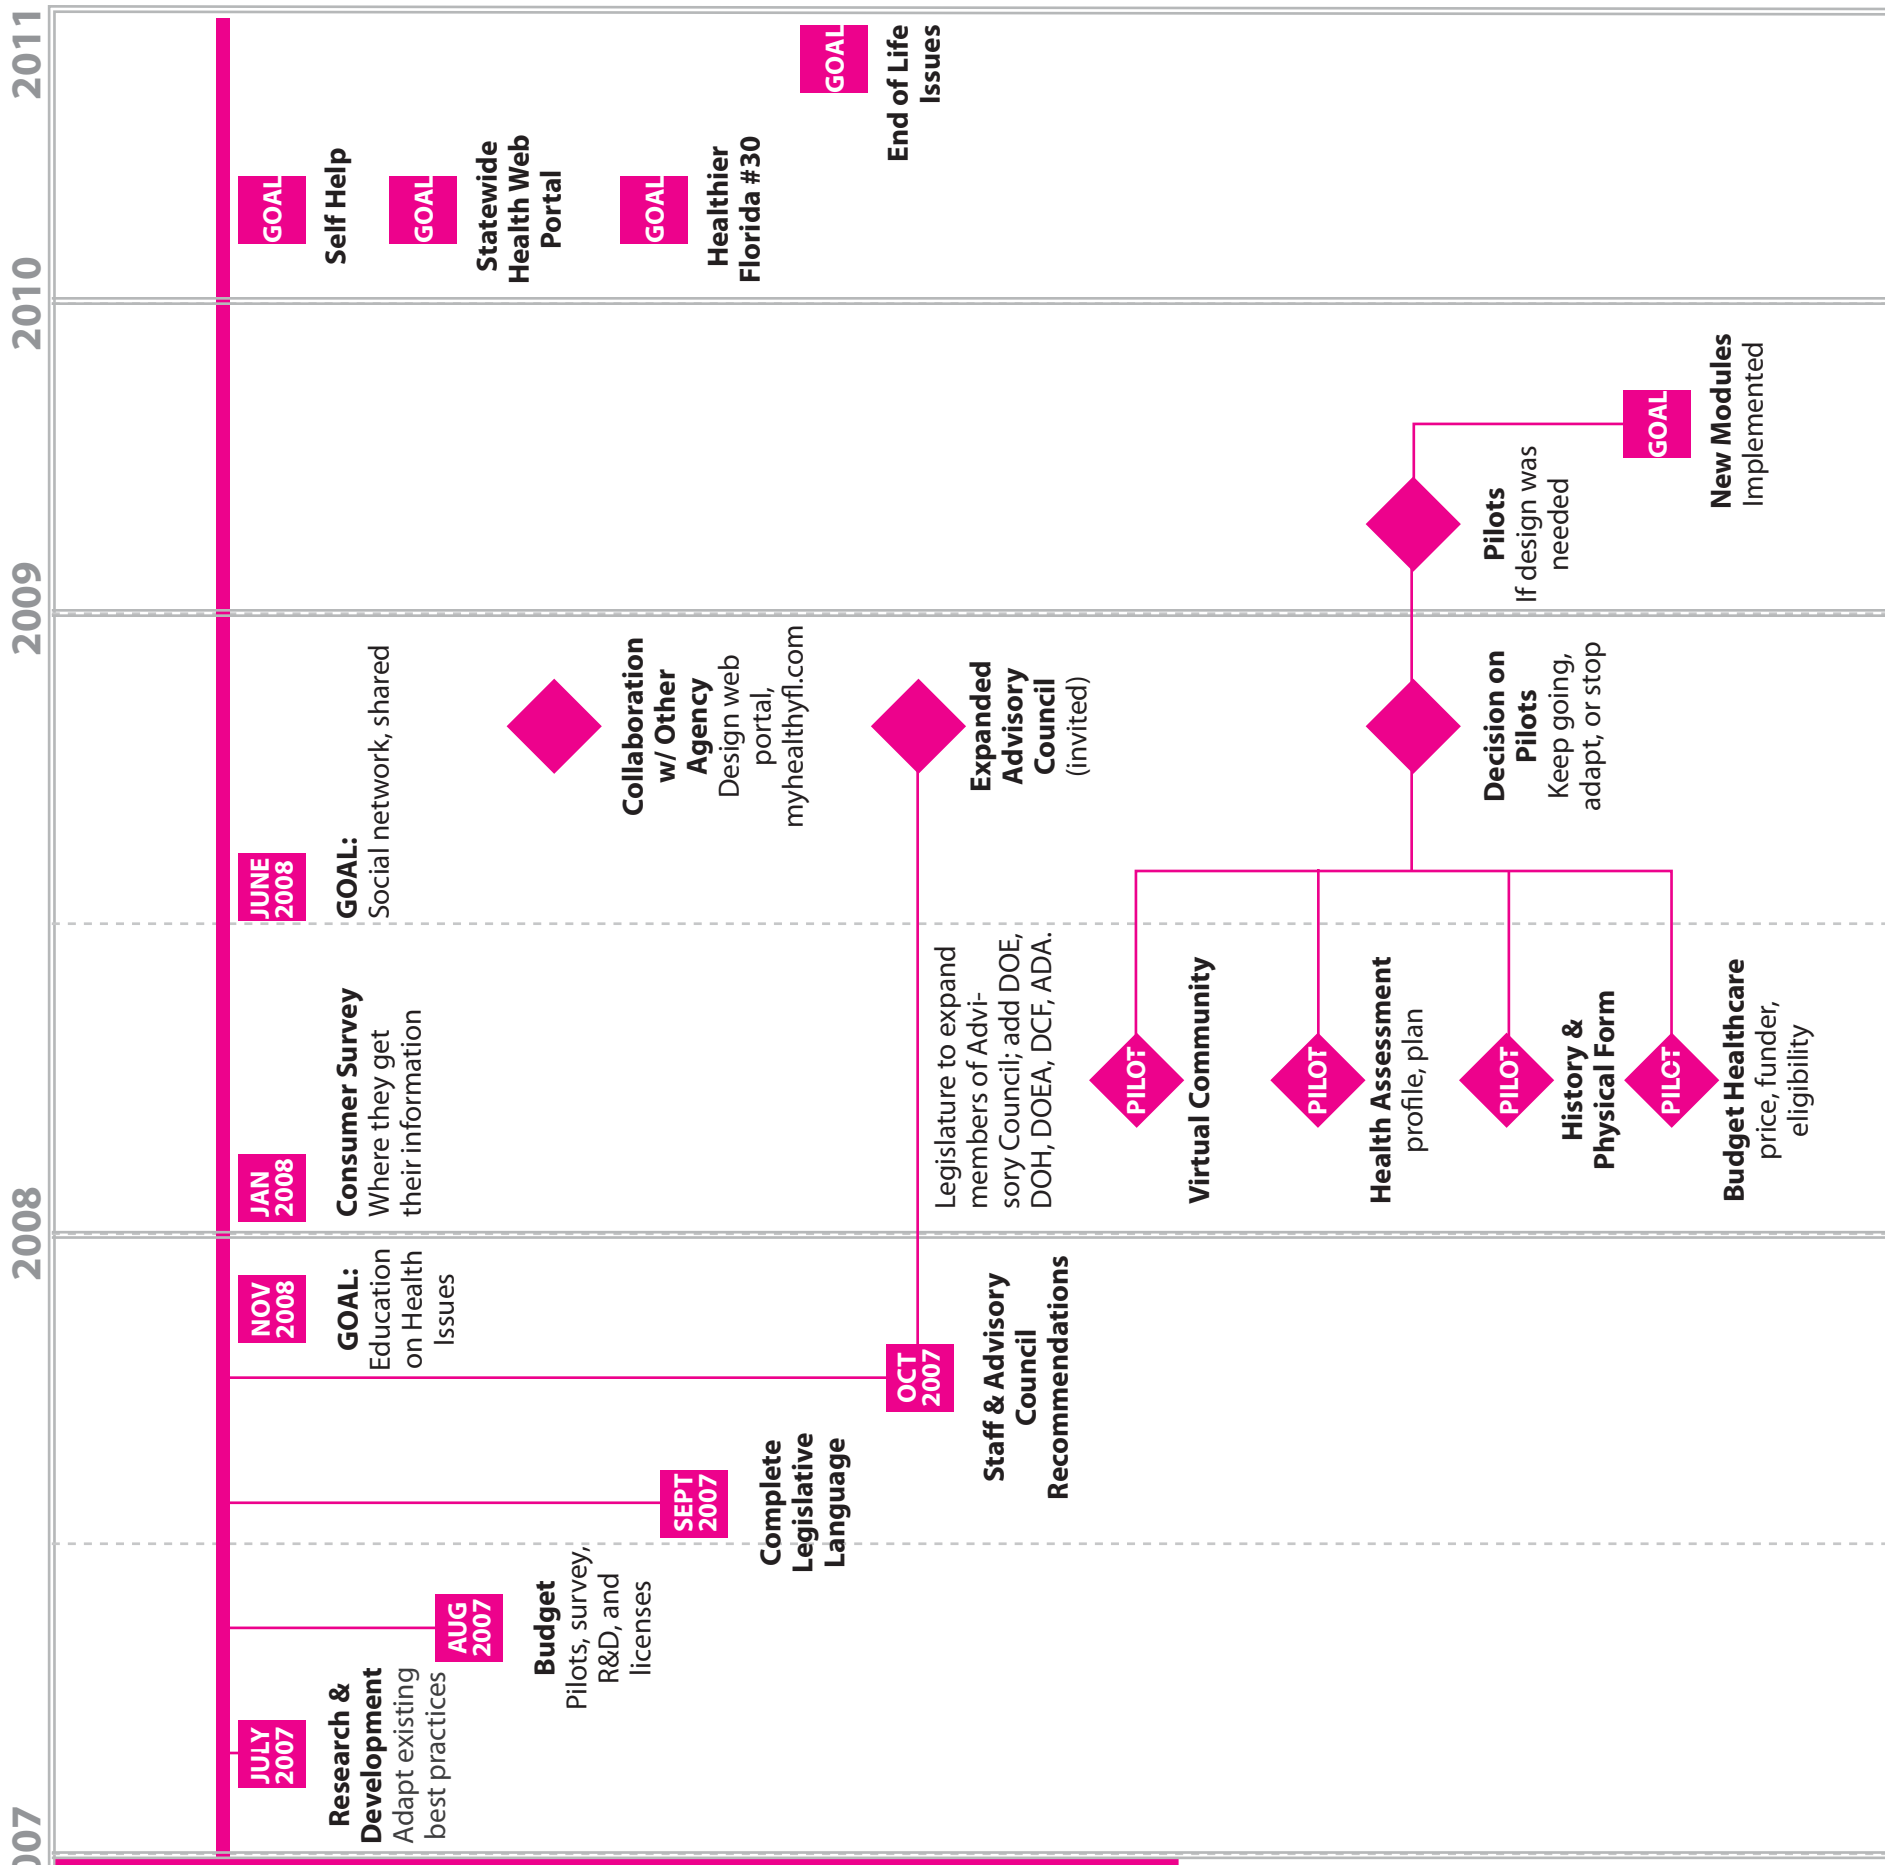 007
2008
2009
2010
2011
JULY
2007
Research &
Development
Adapt existing
best practices
AUG
2007
Budget
Pilots, survey,
R&D, and
licenses
SEPT
2007
Complete
Legislative
Language
OCT
2007
Staff & Advisory
Council
Recommendations
NOV
2008
GOAL:
Education
on Health
Issues
JAN
2008
Consumer Survey
Where they get
their information
Legislature to expand
members of Advi-
sory Council; add DOE,
DOH, DOEA, DCF, ADA.
PILOT
Virtual Community
PILOT
Health Assessment
profile, plan
PILOT
History &
Physical Form
PILOT
Budget Healthcare
price, funder,
eligibility
JUNE
2008
GOAL:
Social network, shared
Collaboration
w/ Other
Agency
Design web
portal,
myhealthyfl.com
Expanded
Advisory
Council
(invited)
Decision on
Pilots
Keep going,
adapt, or stop
Pilots
If design was
needed
GOAL
New Modules
Implemented
GOAL
Self Help
GOAL
Statewide
Health Web
Portal
GOAL
Healthier
Florida #30
GOAL
End of Life
Issues